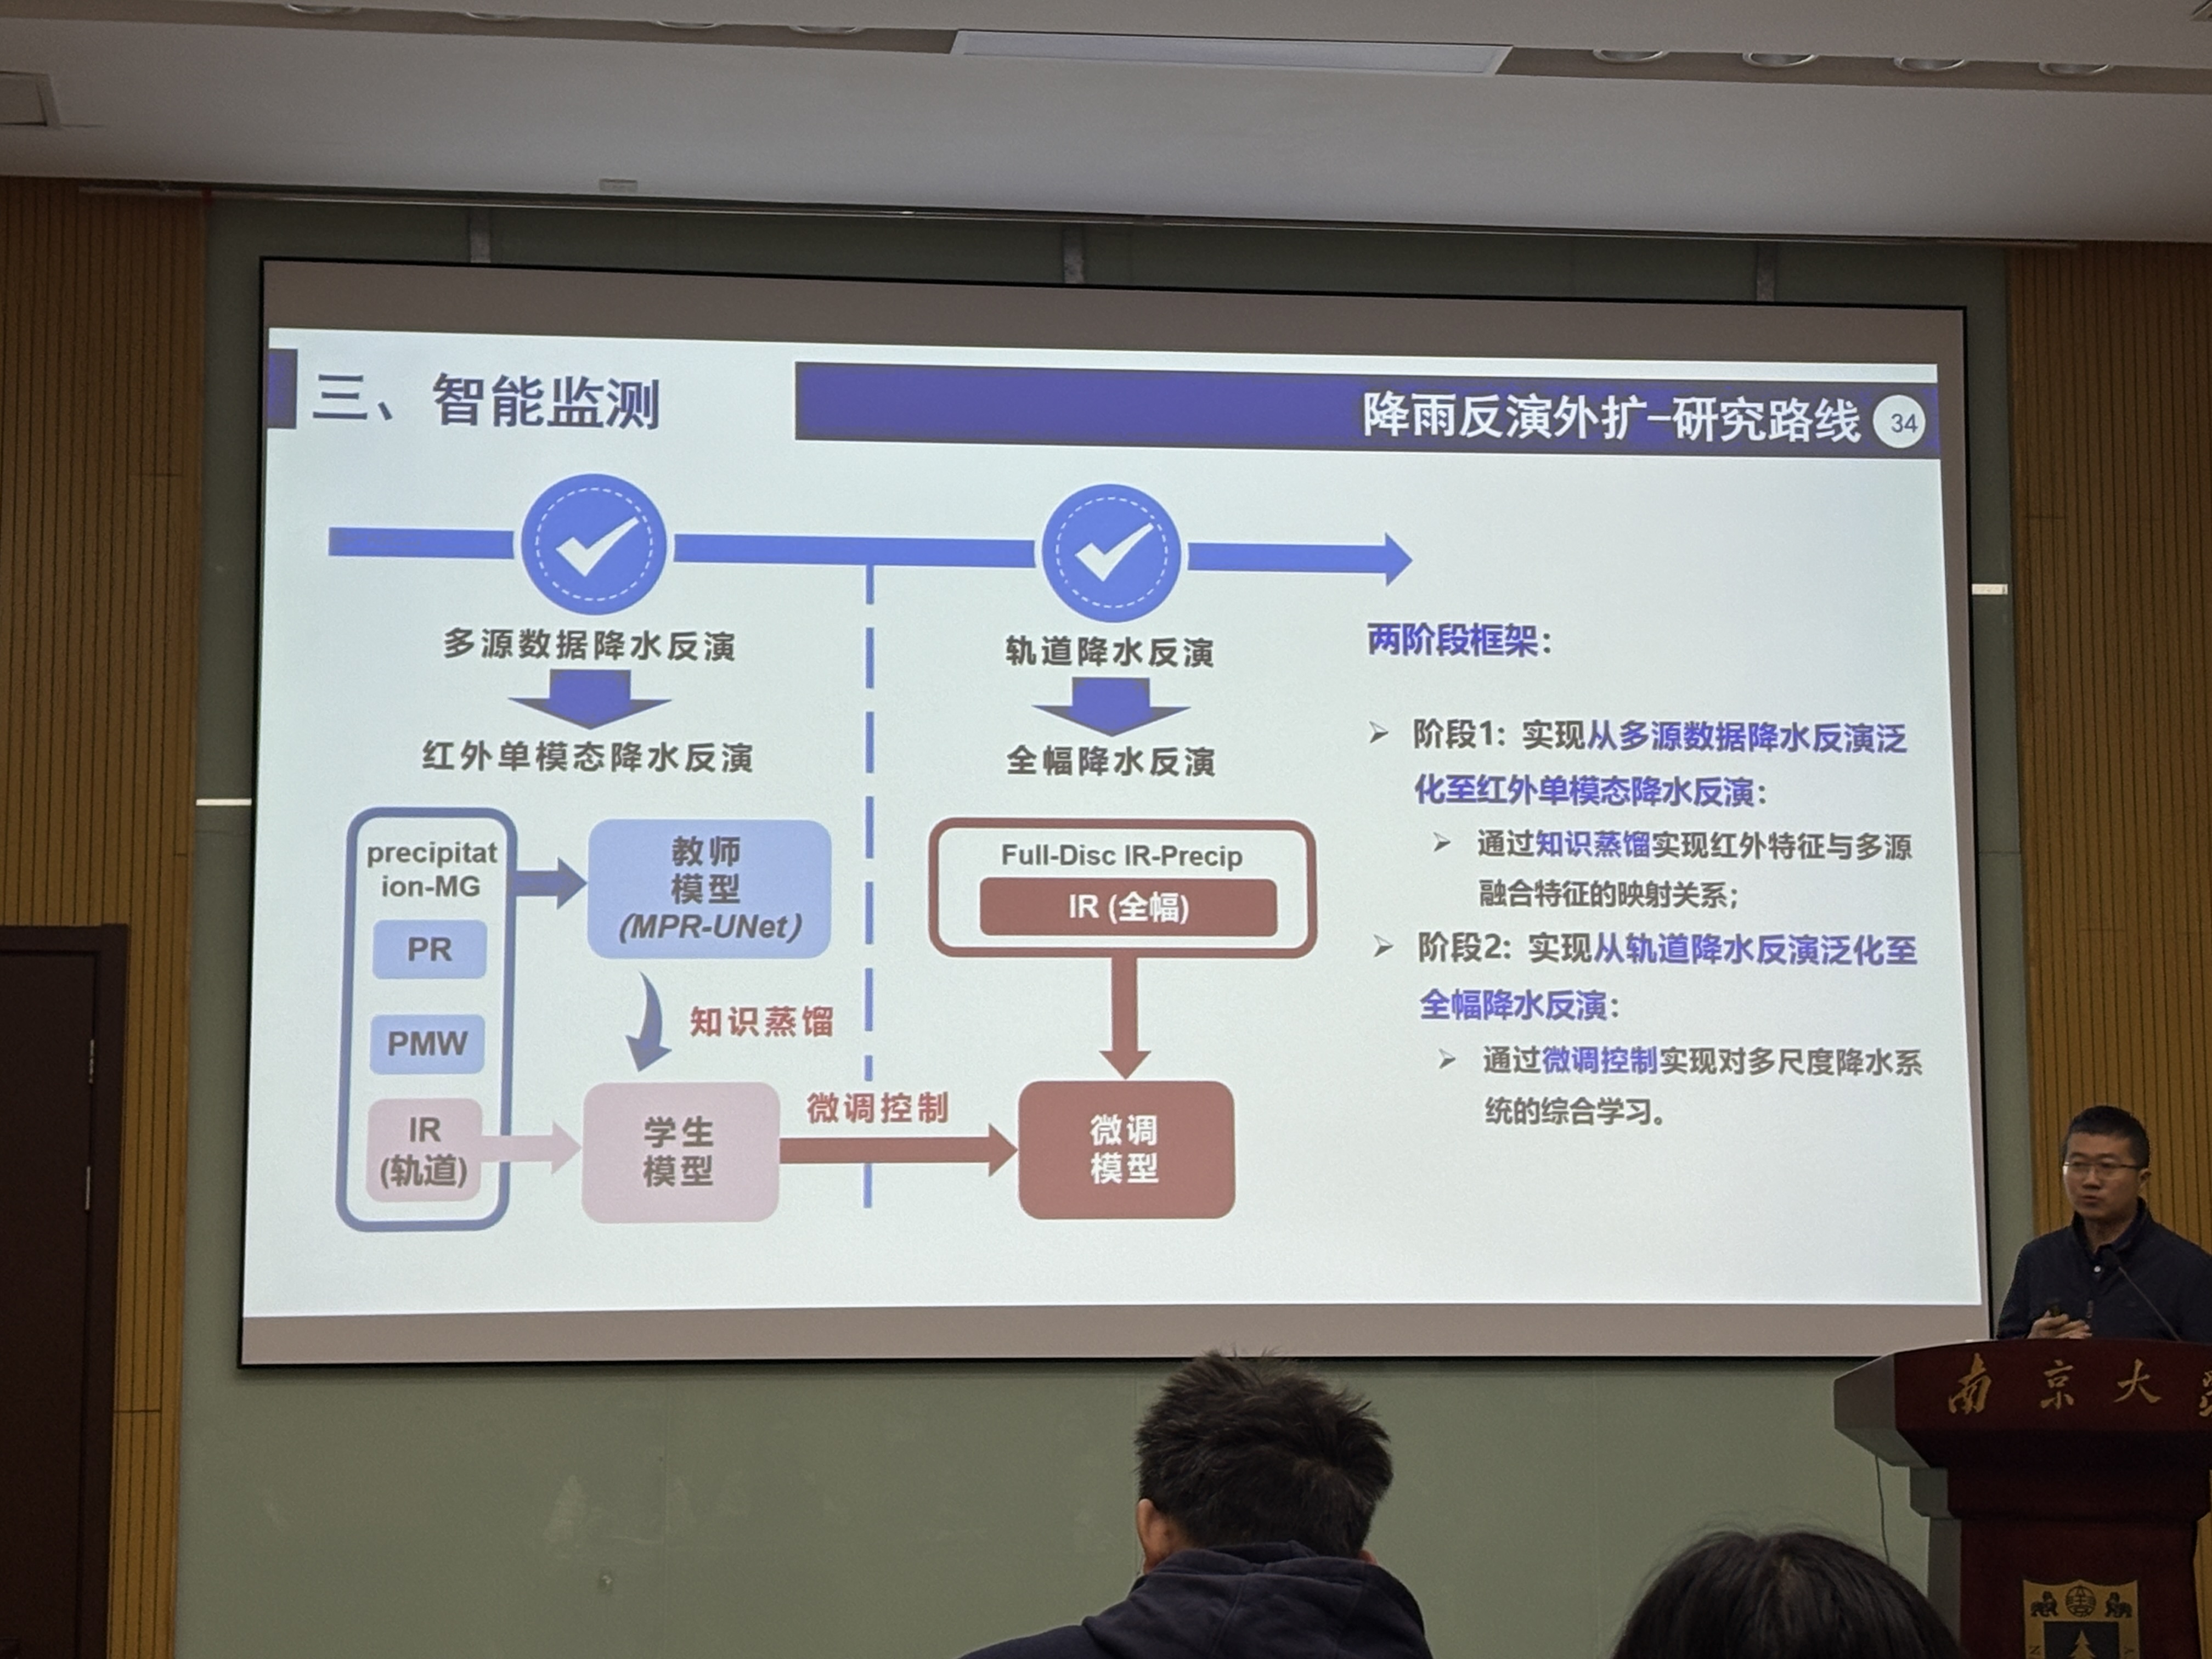 三、智能监测
降雨反演外扩-研究路线
34
多源数据降水反演
红外单模态降水反演
precipitat
ion-MG
PR
PMW
IR
(轨道)
教师
模型
(MPR-UNet)
知识蒸馏
学生
模型
微调控制
轨道降水反演
全幅降水反演
Full-Disc IR-Precip
IR (全幅)
微调
模型
两阶段框架：
阶段1：实现从多源数据降水反演泛
化至红外单模态降水反演：
通过知识蒸馏实现红外特征与多源
融合特征的映射关系；
阶段2：实现从轨道降水反演泛化至
全幅降水反演：
通过微调控制实现对多尺度降水系
统的综合学习。
南京大